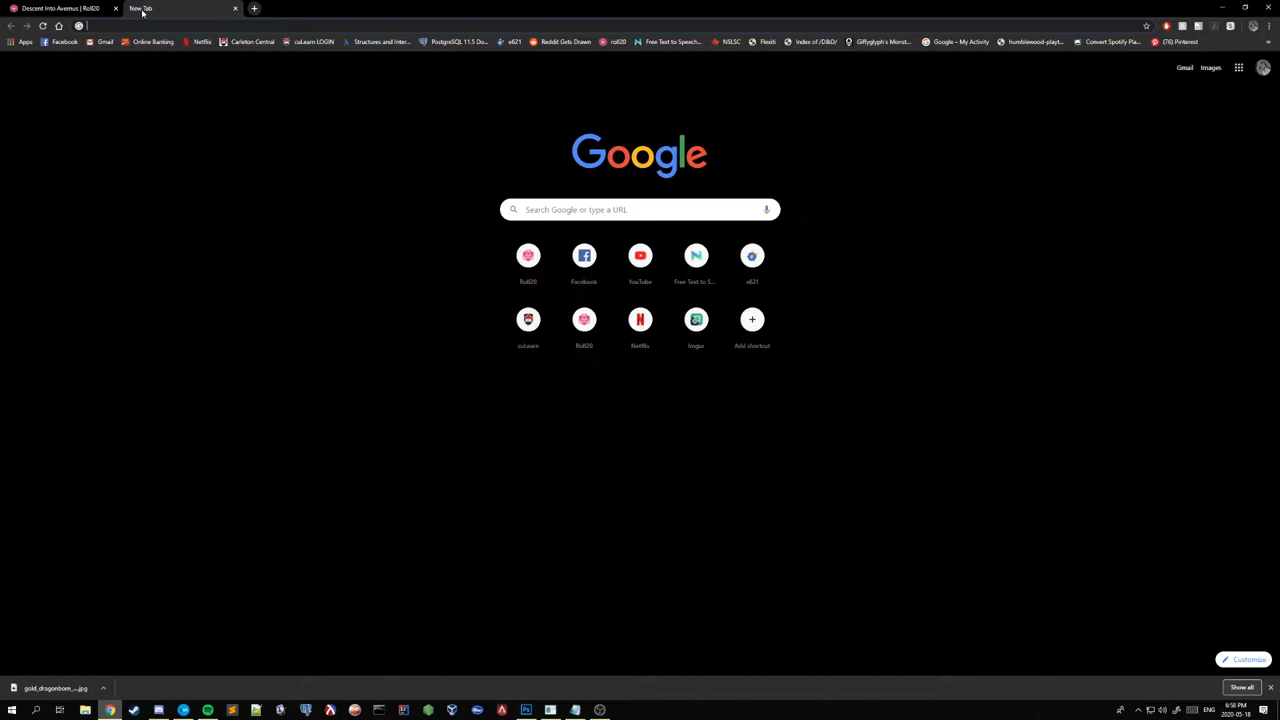 Descent Into Avernus | Roll20
New Tab
Apps
Facebook
Gmail
Online Banking
Netflix
Carleton Central
cuLearn LOGIN
Structures and Inter...
PostgreSQL 11.5 Do...
e621
Reddit Gets Drawn
roll20
Free Text to Speech...
NSLSC
Flexiti
Index of /D&D/
Giffyglyph's Monst...
Google – My Activity
humblewood-playt...
Convert Spotify Pla...
(76) Pinterest
Gmail Images
Google
Search Google or type a URL
Roll20 Facebook YouTube Free Text to S... e621
cuLearn Roll20 Netflix Imgur Add shortcut
Customize
gold_dragonborn_....jpg
Show all
ENG
6:58 PM
2020-05-18